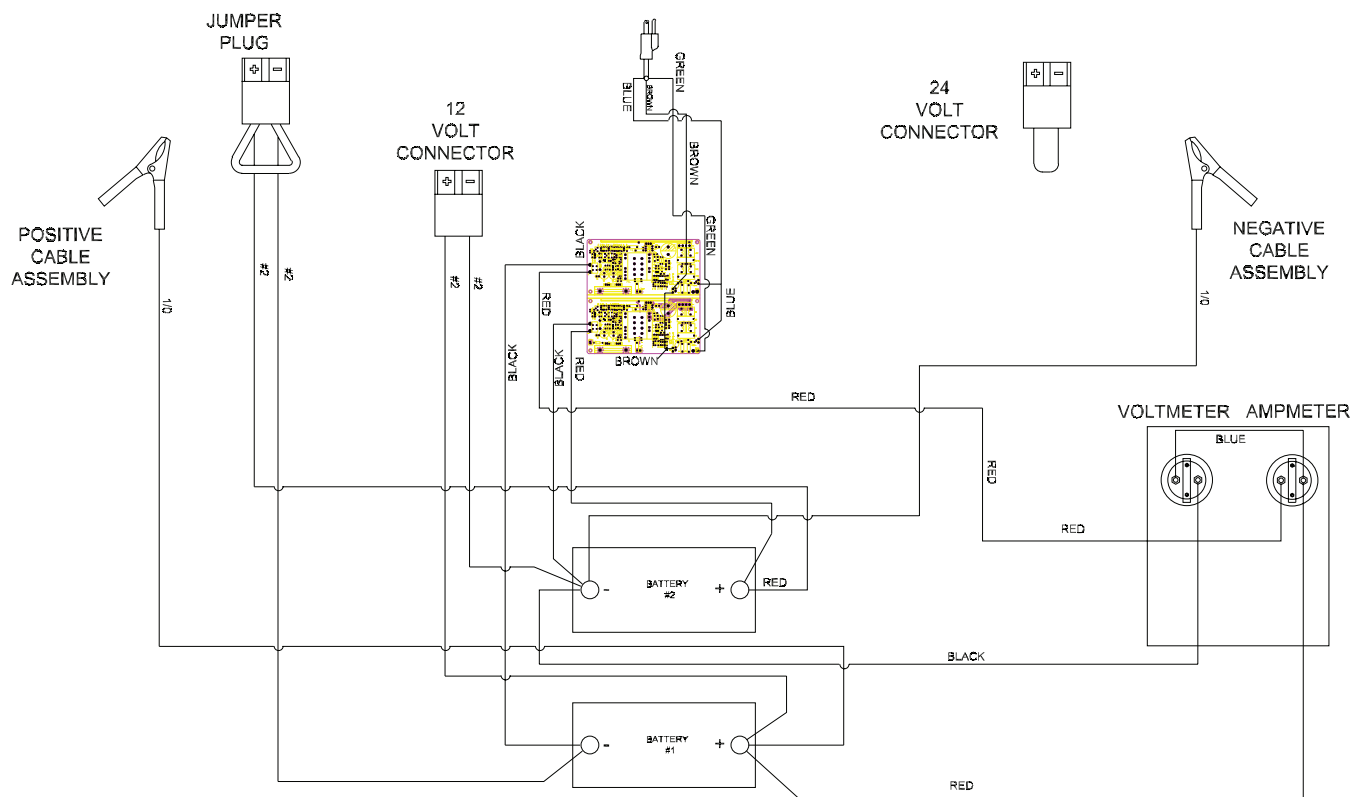 JUMPER
PLUG
+ -
12
VOLT
CONNECTOR
+ -
GREEN
BLUE
BROWN
24
VOLT
CONNECTOR
+ -
POSITIVE
CABLE
ASSEMBLY
NEGATIVE
CABLE
ASSEMBLY
BROWN
BLACK
GREEN
#2
#2
#2
#2
1/0
1/0
RED
BLUE
BLACK
BLACK
RED
BROWN
RED
VOLTMETER
AMPMETER
BLUE
RED
RED
- BATTERY +
#2
RED
BLACK
- BATTERY +
#1
RED